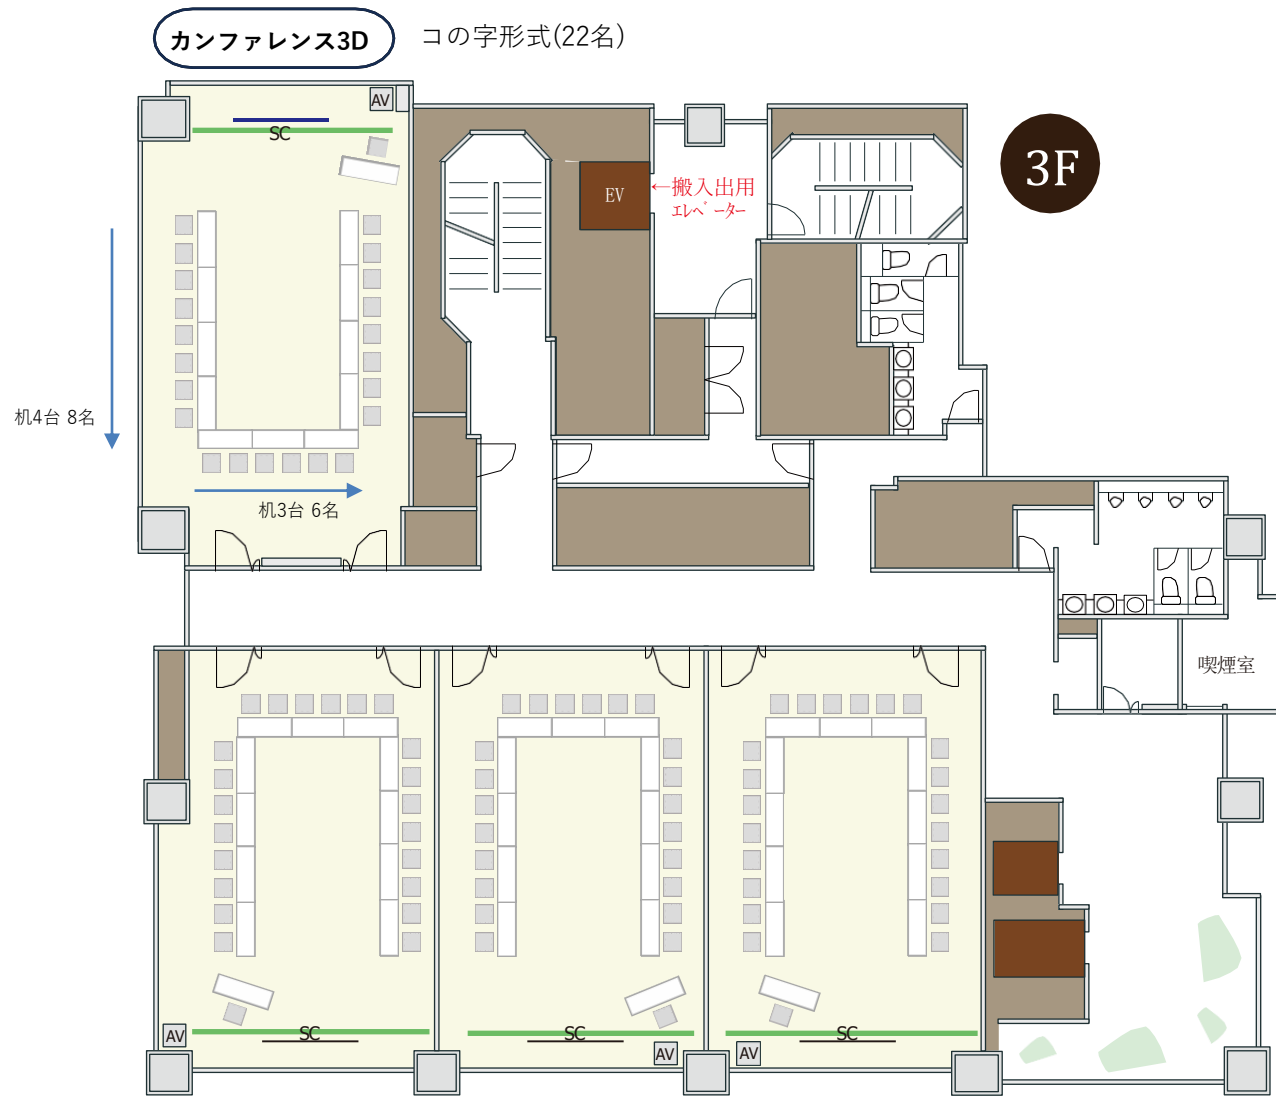 カンファレンス3D
コの字形式(22名)
3F
AV
SC
EV
←搬入出用
エレベーター
机4台 8名
机3台 6名
喫煙室
SC
SC
SC
AV
AV
AV